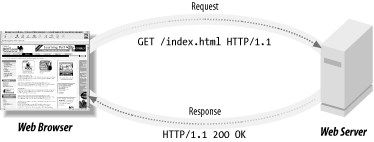 Request
GET /index.html HTTP/1.1
Response
HTTP/1.1 200 OK
Web Browser
Web Server